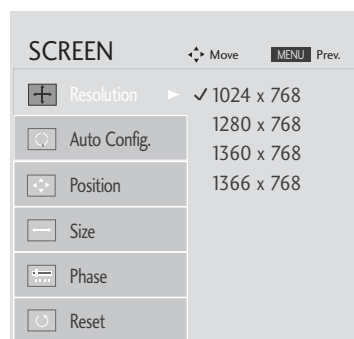 SCREEN
Move MENU Prev.
Resolution
✓ 1024 x 768
1280 x 768
1360 x 768
1366 x 768
Auto Config.
Position
Size
Phase
Reset